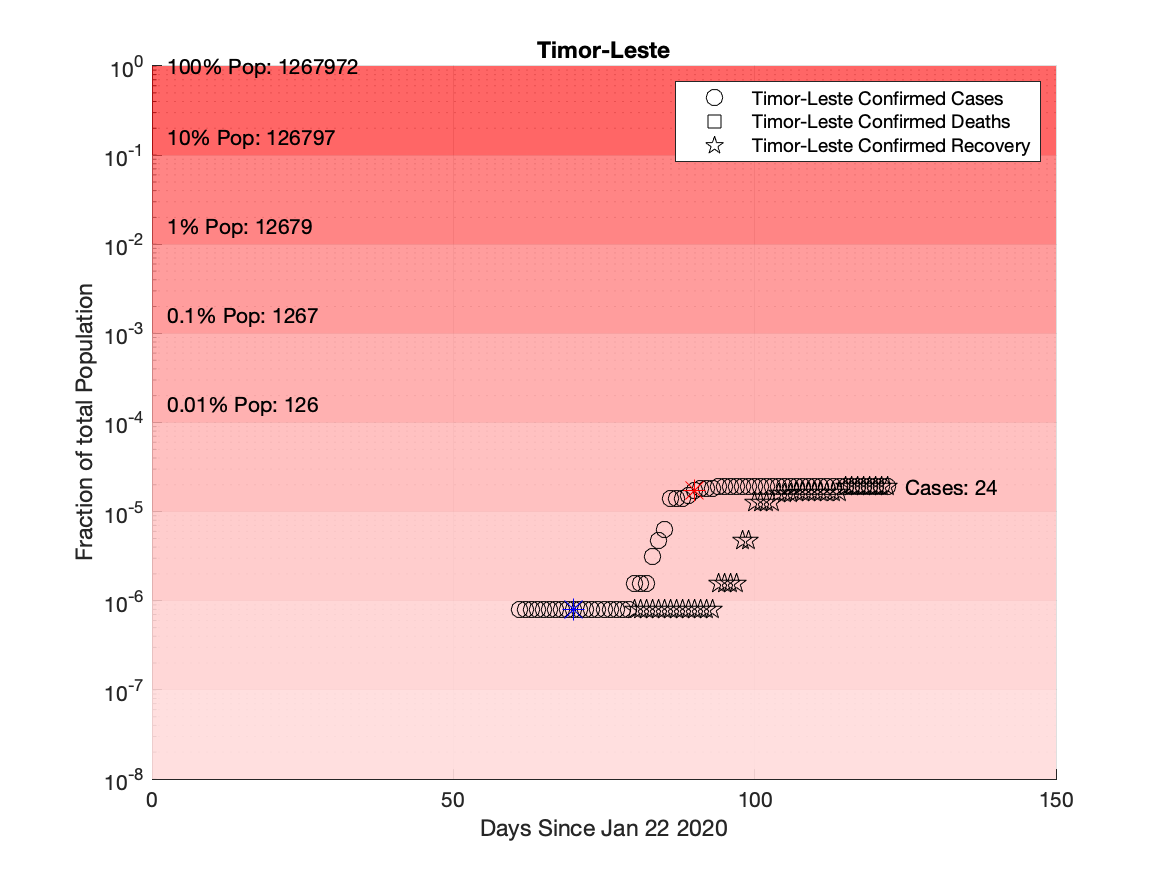 Timor-Leste
10⁰
100% Pop: 1267972
Timor-Leste Confirmed Cases
Timor-Leste Confirmed Deaths
Timor-Leste Confirmed Recovery
10% Pop: 126797
10⁻¹
1% Pop: 12679
10⁻²
0.1% Pop: 1267
10⁻³
0.01% Pop: 126
10⁻⁴
Cases: 24
10⁻⁵
10⁻⁶
10⁻⁷
10⁻⁸
Fraction of total Population
0 50 100 150
Days Since Jan 22 2020